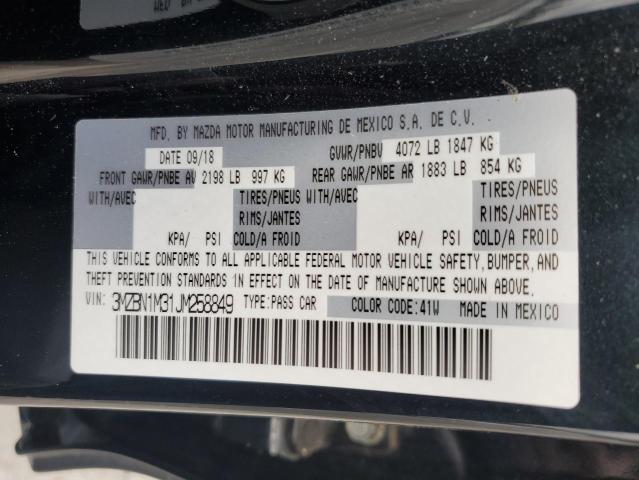 MFD. BY MAZDA MOTOR MANUFACTURING DE MEXICO S.A. DE C.V.
DATE 09/18 GVWR/PNBV 4072 LB 1847 KG
FRONT GAWR/PNBE AV 2198 LB 997 KG REAR GAWR/PNBE AR 1883 LB 854 KG
WITH/AVEC TIRES/PNEUS WITH/AVEC TIRES/PNEUS
RIMS/JANTES RIMS/JANTES
KPA/ PSI COLD/A FROID KPA/ PSI COLD/A FROID
THIS VEHICLE CONFORMS TO ALL APPLICABLE FEDERAL MOTOR VEHICLE SAFETY, BUMPER, AND
THEFT PREVENTION STANDARDS IN EFFECT ON THE DATE OF MANUFACTURE SHOWN ABOVE.
VIN: 3MZBN1M31JM258849 TYPE:PASS CAR COLOR CODE:41W MADE IN MEXICO